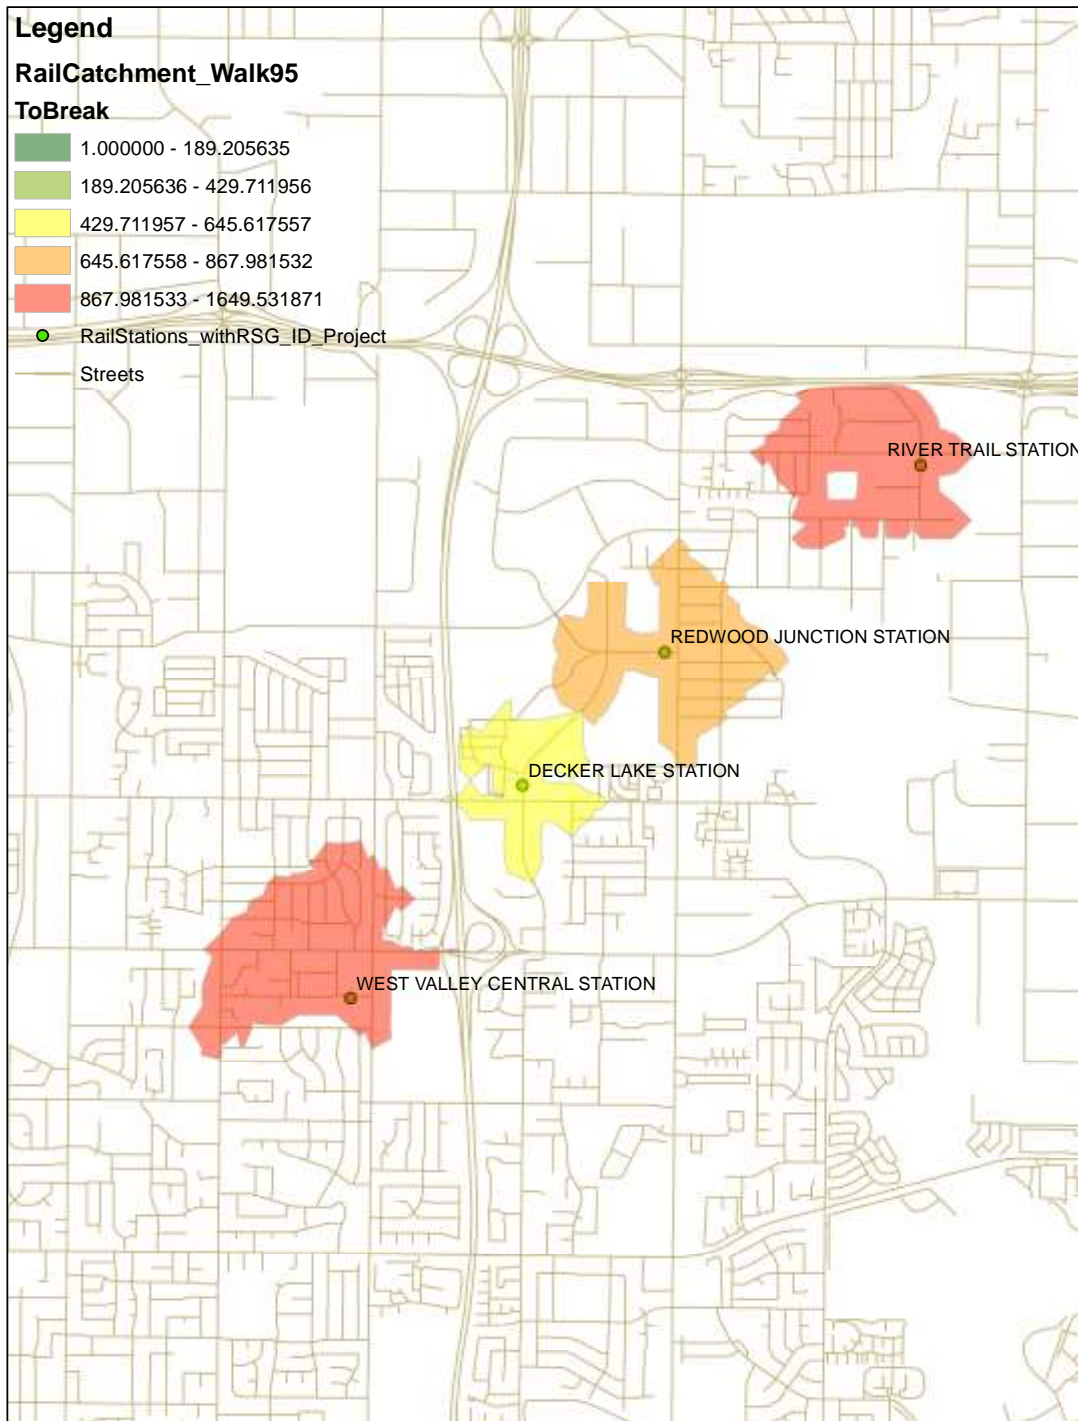 Legend
RailCatchment_Walk95
ToBreak
1.000000 - 189.205635
189.205636 - 429.711956
429.711957 - 645.617557
645.617558 - 867.981532
867.981533 - 1649.531871
RailStations_withRSG_ID_Project
Streets
RIVER TRAIL STATION
REDWOOD JUNCTION STATION
DECKER LAKE STATION
WEST VALLEY CENTRAL STATION